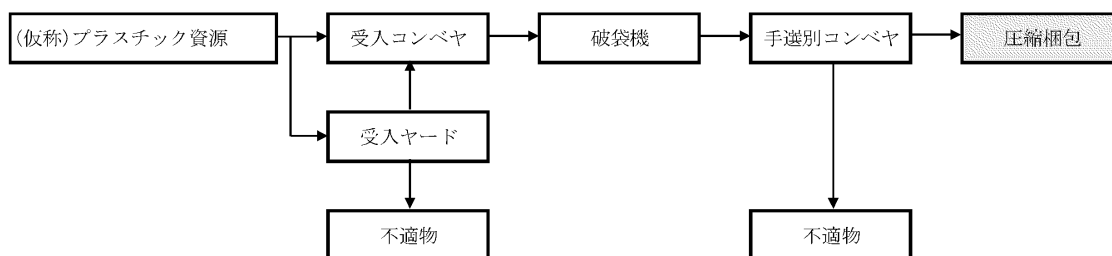 (仮称)プラスチック資源
受入コンベヤ
破袋機
手選別コンベヤ
圧縮梱包
受入ヤード
不適物
不適物